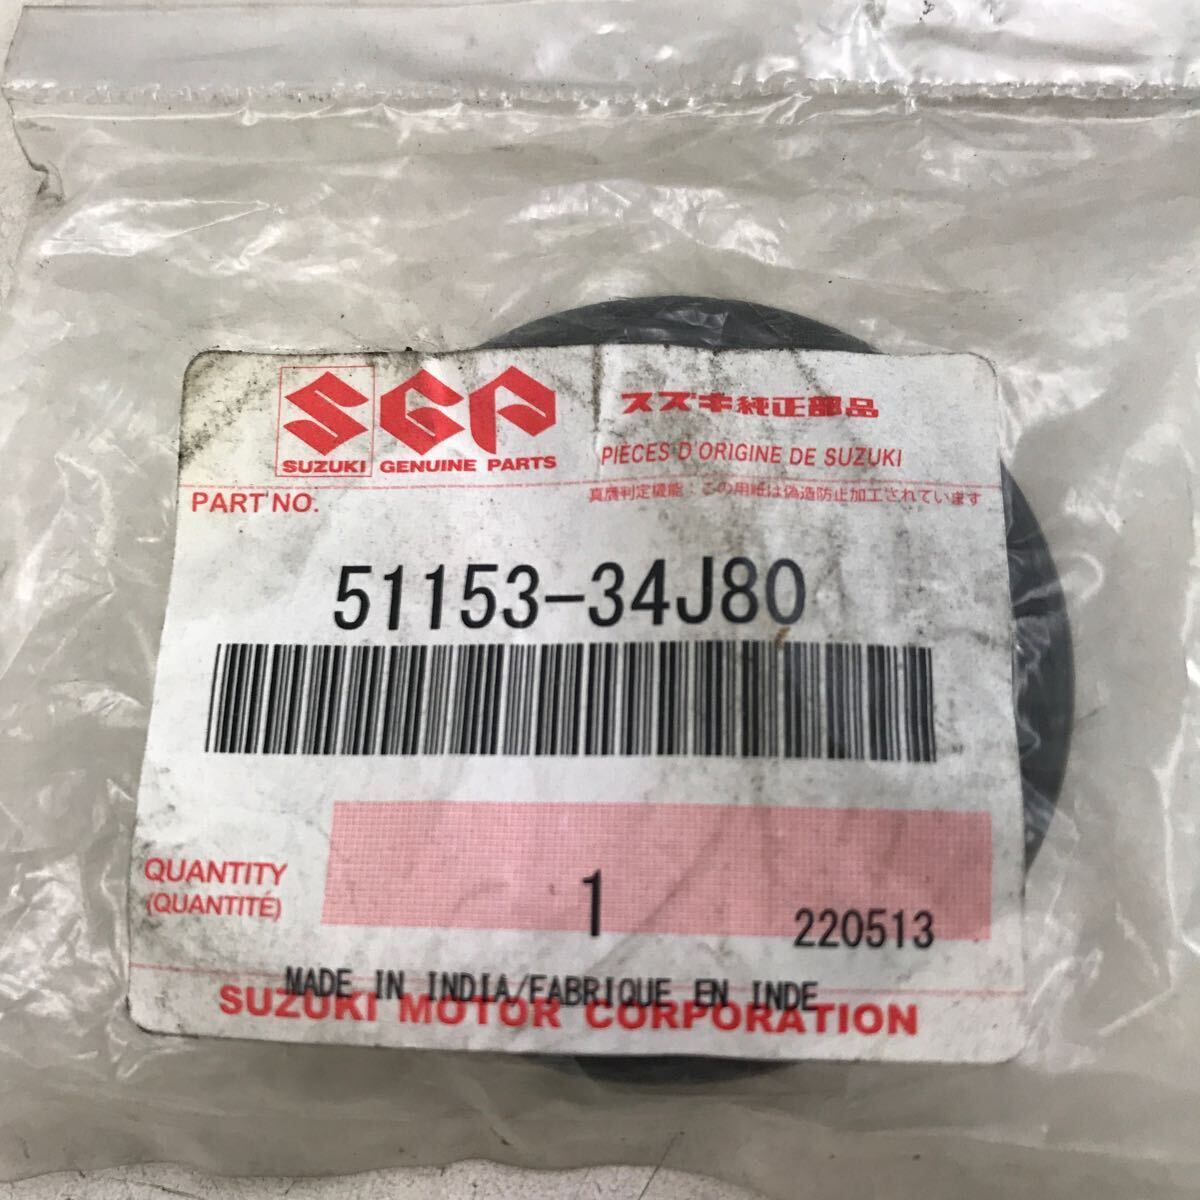 SGP
SUZUKI GENUINE PARTS
スズキ純正部品
PIÈCES D'ORIGINE DE SUZUKI
PART NO.
真贋判定機能：この用紙は偽造防止加工されています
51153-34J80
QUANTITY
(QUANTITÉ)
1
220513
MADE IN INDIA/FABRIQUE EN INDE
SUZUKI MOTOR CORPORATION